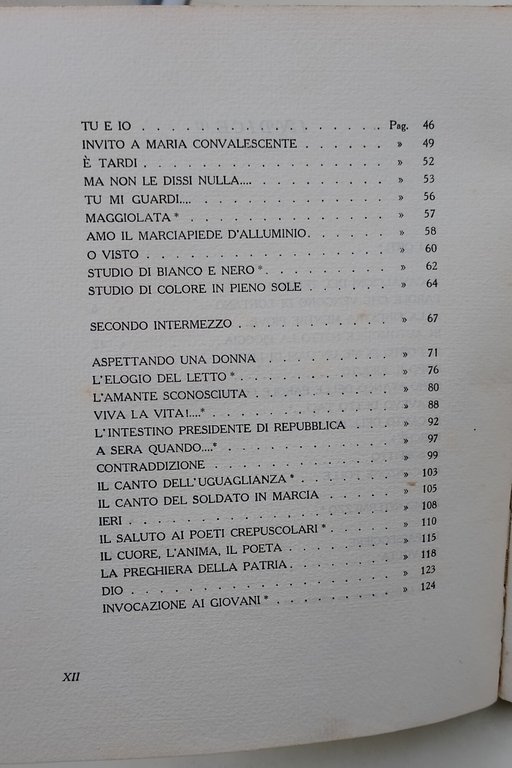 TU E IO . . . . . . . . . . . . . . . . . Pag. 46
INVITO A MARIA CONVALESCENTE . . . . . . » 49
È TARDI . . . . . . . . . . . . . . . . . » 52
MA NON LE DISSI NULLA.... . . . . . . . . . » 53
TU MI GUARDI.... . . . . . . . . . . . . . . » 56
MAGGIOLATA * . . . . . . . . . . . . . . . » 57
AMO IL MARCIAPIEDE D'ALLUMINIO . . . . . . » 58
O VISTO . . . . . . . . . . . . . . . . . » 60
STUDIO DI BIANCO E NERO * . . . . . . . . . » 62
STUDIO DI COLORE IN PIENO SOLE . . . . . . » 64
SECONDO INTERMEZZO . . . . . . . . . . . » 67
ASPETTANDO UNA DONNA . . . . . . . . . . » 71
L'ELOGIO DEL LETTO * . . . . . . . . . . . » 76
L'AMANTE SCONOSCIUTA . . . . . . . . . . » 80
VIVA LA VITA!....* . . . . . . . . . . . . . » 88
L'INTESTINO PRESIDENTE DI REPUBBLICA . . . . » 92
A SERA QUANDO....* . . . . . . . . . . . . » 97
CONTRADDIZIONE . . . . . . . . . . . . . » 99
IL CANTO DELL'UGUAGLIANZA * . . . . . . . . » 103
IL CANTO DEL SOLDATO IN MARCIA . . . . . . » 105
IERI . . . . . . . . . . . . . . . . . . . » 108
IL SALUTO AI POETI CREPUSCOLARI * . . . . . . » 110
IL CUORE, L'ANIMA, IL POETA . . . . . . . . » 115
LA PREGHIERA DELLA PATRIA . . . . . . . . . » 118
DIO . . . . . . . . . . . . . . . . . . . » 123
INVOCAZIONE AI GIOVANI * . . . . . . . . . » 124
XII